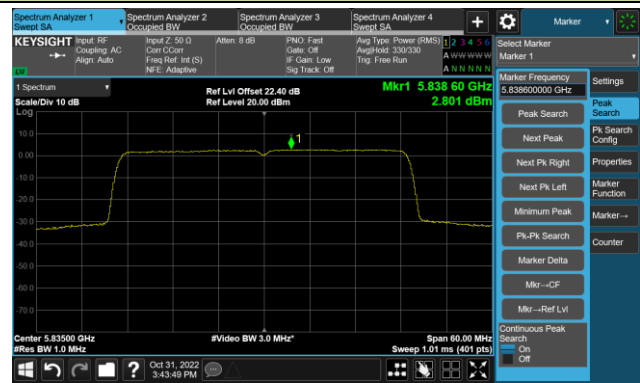 Spectrum Analyzer 1
Swept SA
Spectrum Analyzer 2
Occupied BW
Spectrum Analyzer 3
Occupied BW
Spectrum Analyzer 4
Swept SA
+
Marker
KEYSIGHT
Input: RF
Coupling: AC
Align: Auto
Input Z: 50 Ω
Corr CCorr
Freq Ref: Int (S)
NFE: Adaptive
Atten: 8 dB
PNO: Fast
Gate: Off
IF Gain: Low
Sig Track: Off
Avg Type: Power (RMS)
Avg|Hold: 330/330
Trig: Free Run
1 2 3 4 5 6
A W W W W W
A N N N N N
LV
Select Marker
Marker 1
1 Spectrum
Scale/Div 10 dB
Log
Ref Lvl Offset 22.40 dB
Ref Level 20.00 dBm
Mkr1 5.838 60 GHz
2.801 dBm
1
10.0
0.00
-10.0
-20.0
-30.0
-40.0
-50.0
-60.0
-70.0
Center 5.83500 GHz
#Res BW 1.0 MHz
#Video BW 3.0 MHz*
Span 60.00 MHz
Sweep 1.01 ms (401 pts)
Marker Frequency
5.838600000 GHz
Peak Search
Next Peak
Next Pk Right
Next Pk Left
Minimum Peak
Pk-Pk Search
Marker Delta
Mkr→CF
Mkr→Ref Lvl
Continuous Peak
Search
On
Off
Settings
Peak
Search
Pk Search
Config
Properties
Marker
Function
Marker→
Counter
?
Oct 31, 2022
3:43:49 PM